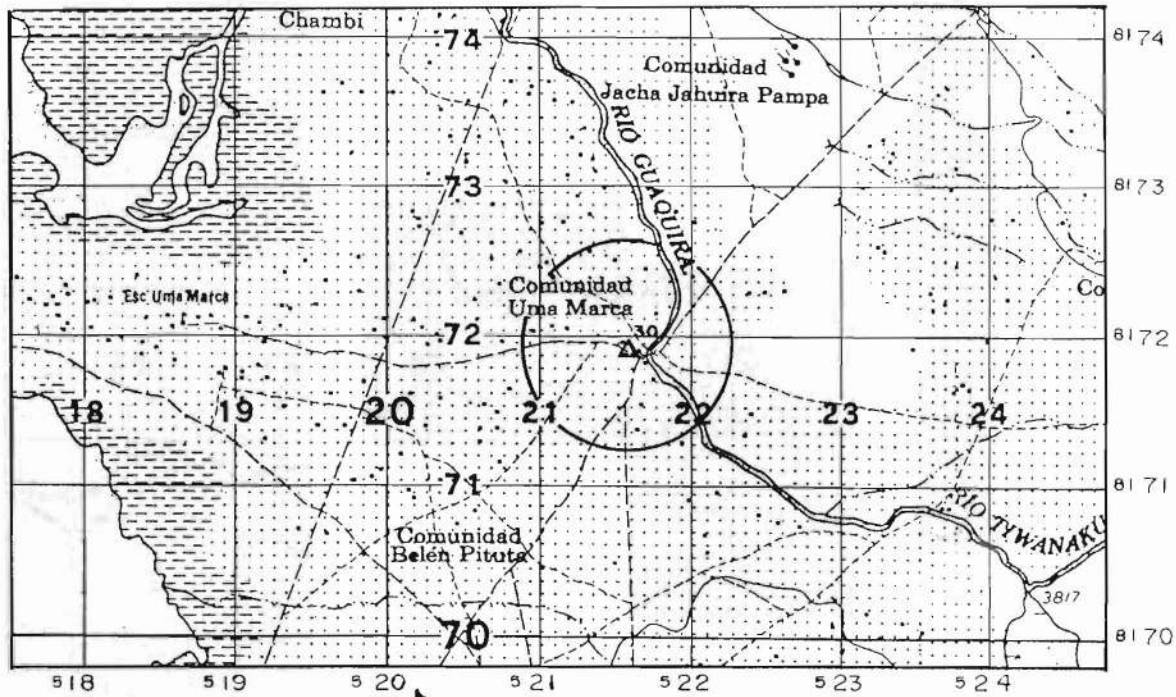 Chambi
74
8174
Comunidad
Jacha Jahuira Pampa
RIÓ GUAQUIRA
73
8173
Comunidad
Uma Marca
Esc Uma Marca
Co
30
72
8172
18
19
20
21
22
23
24
71
8171
RIO TIWANAKU
Comunidad
Belén Pituta
3817
70
8170
518
519
520
521
522
523
524